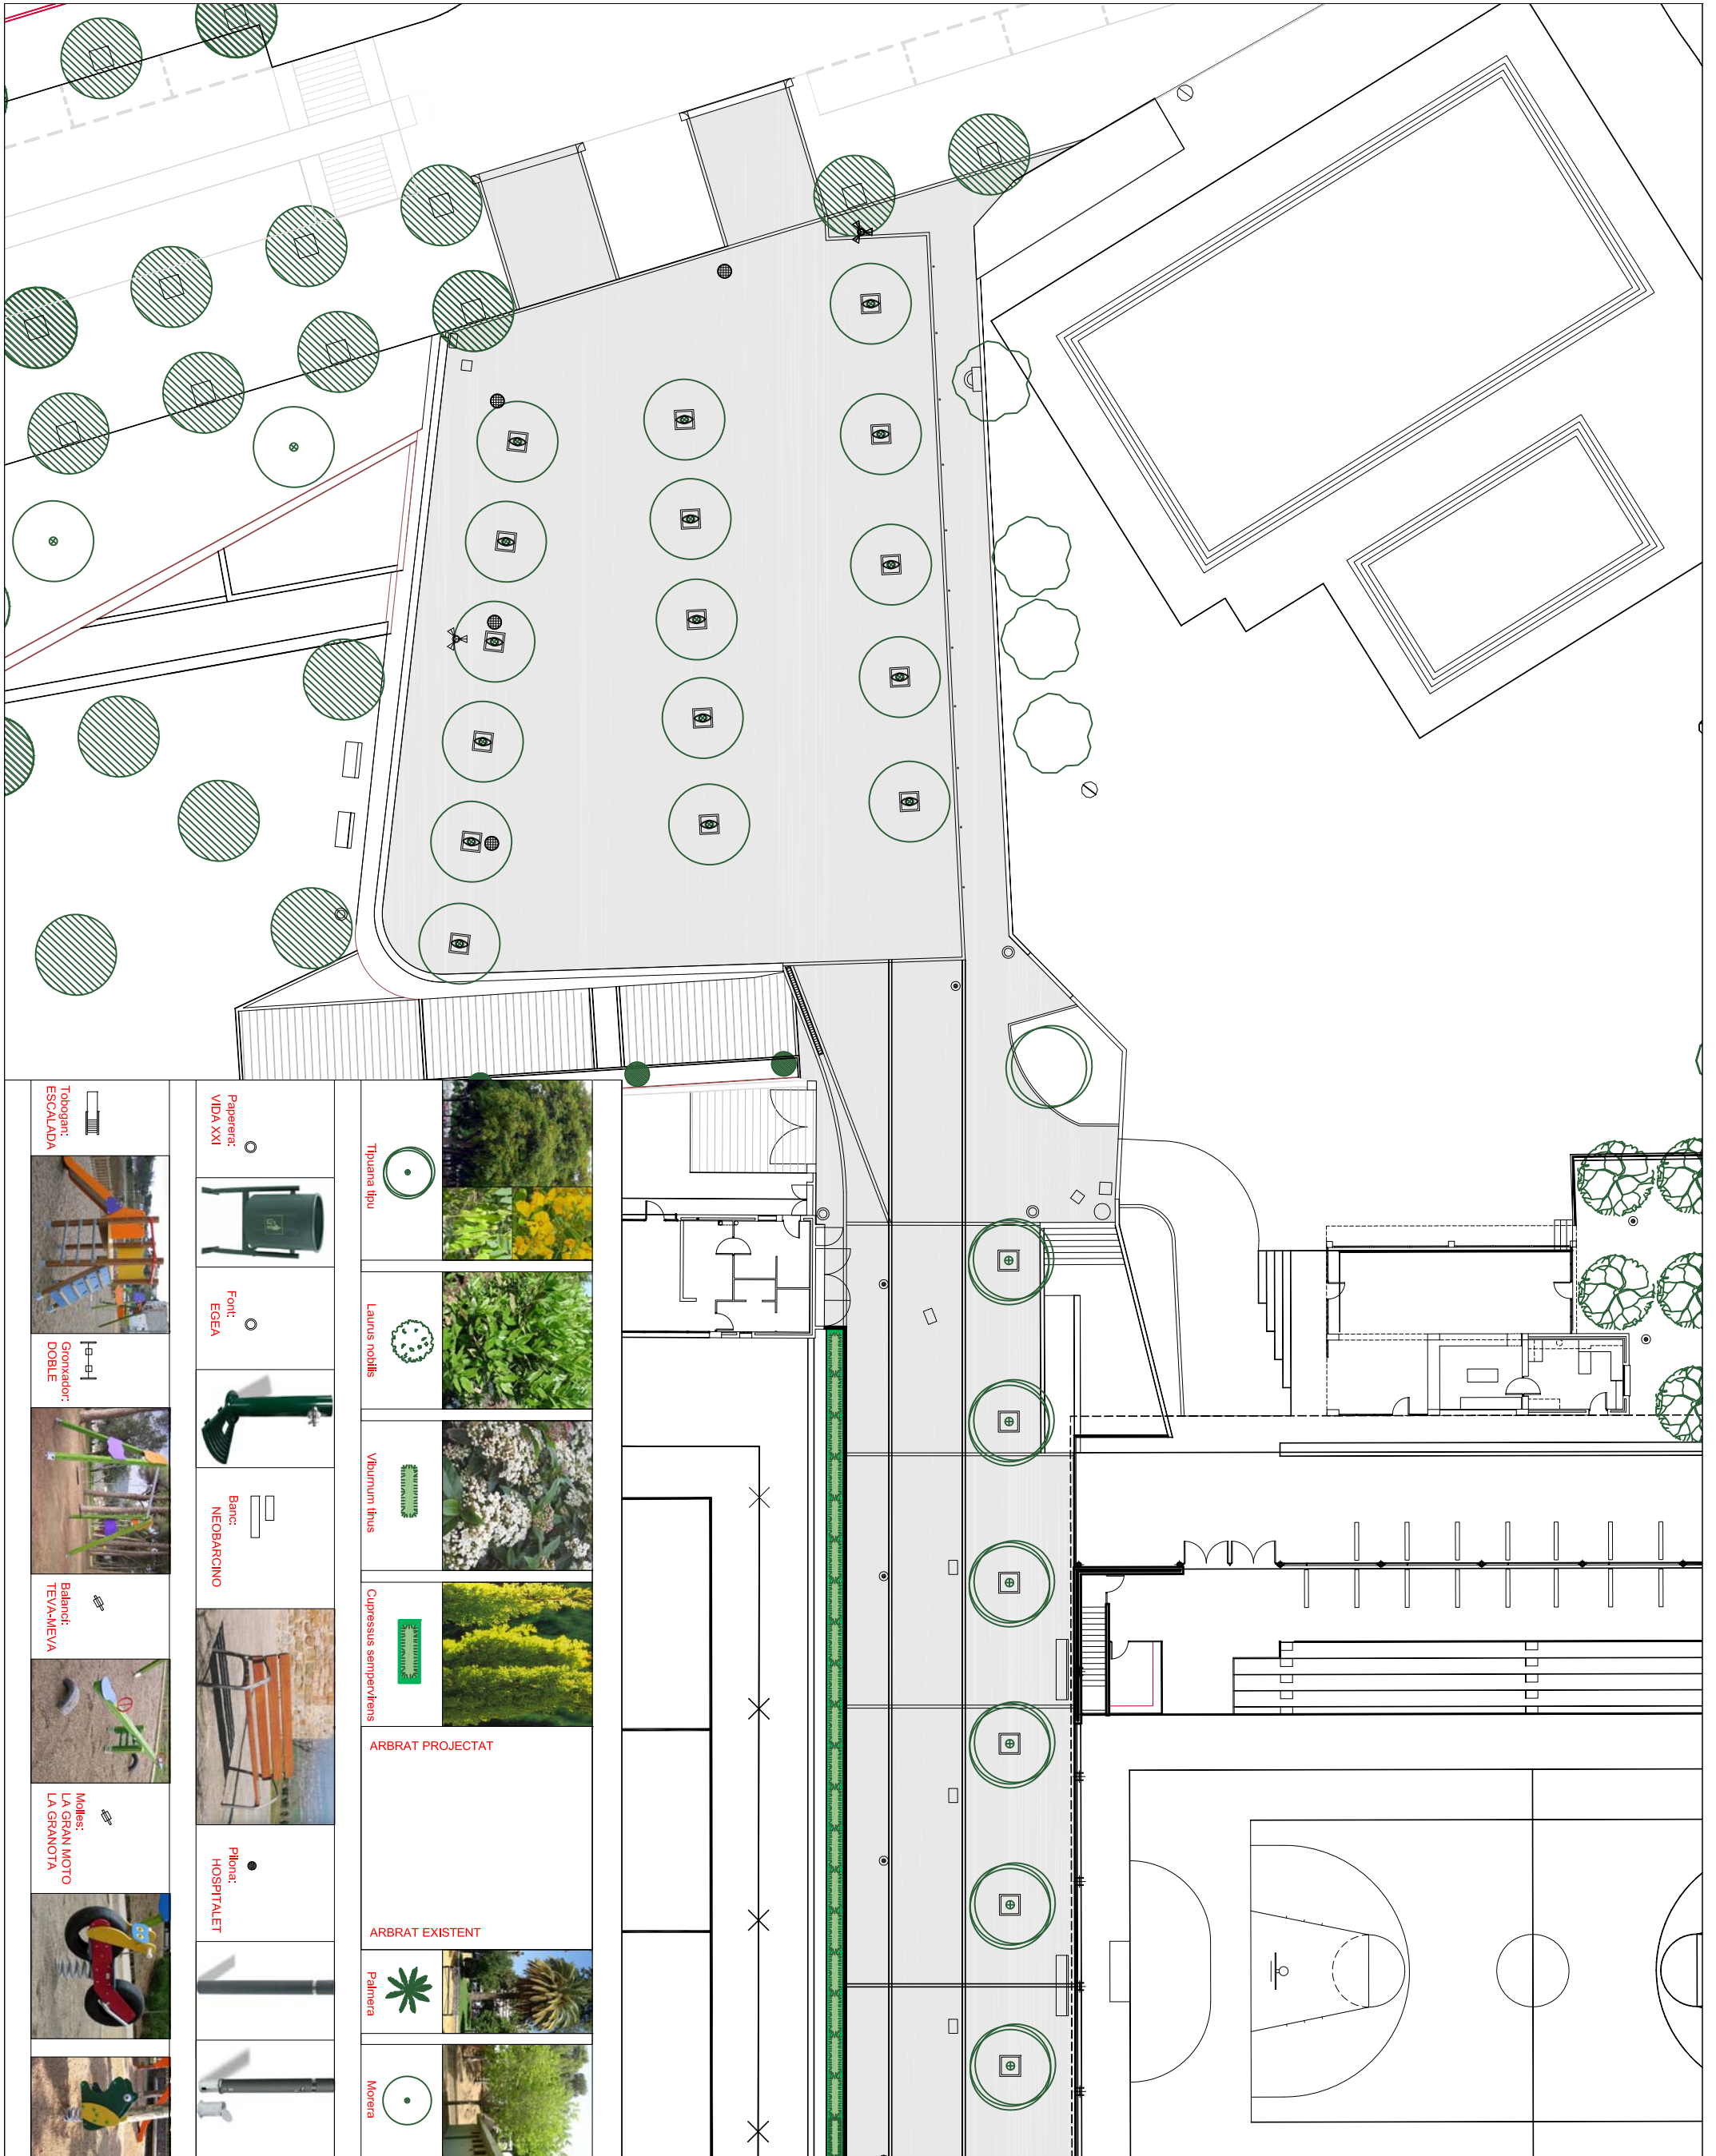 Tipuana tipu
Laurus nobilis
Viburnum tinus
Cupressus sempervirens
ARBRAT PROJECTAT
ARBRAT EXISTENT
Palmera
Morera
Paperera:
VIDA XXI
Font:
EGEA
Banc:
NEOBARCINO
Pilona:
HOSPITALET
Tobogan:
ESCALADA
Gronxador:
DOBLE
Balancí:
TEVA-MEVA
Molles:
LA GRAN MOTO
LA GRANOTA